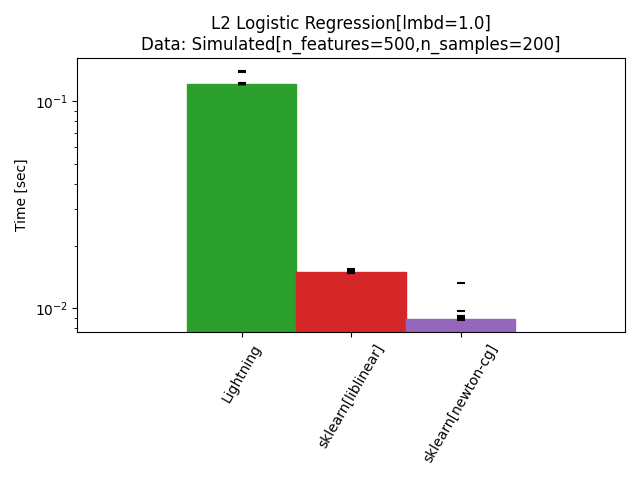 L2 Logistic Regression[lmbd=1.0]
Data: Simulated[n_features=500,n_samples=200]
Time [sec]
10⁻¹
10⁻²
Lightning
sklearn[liblinear]
sklearn[newton-cg]